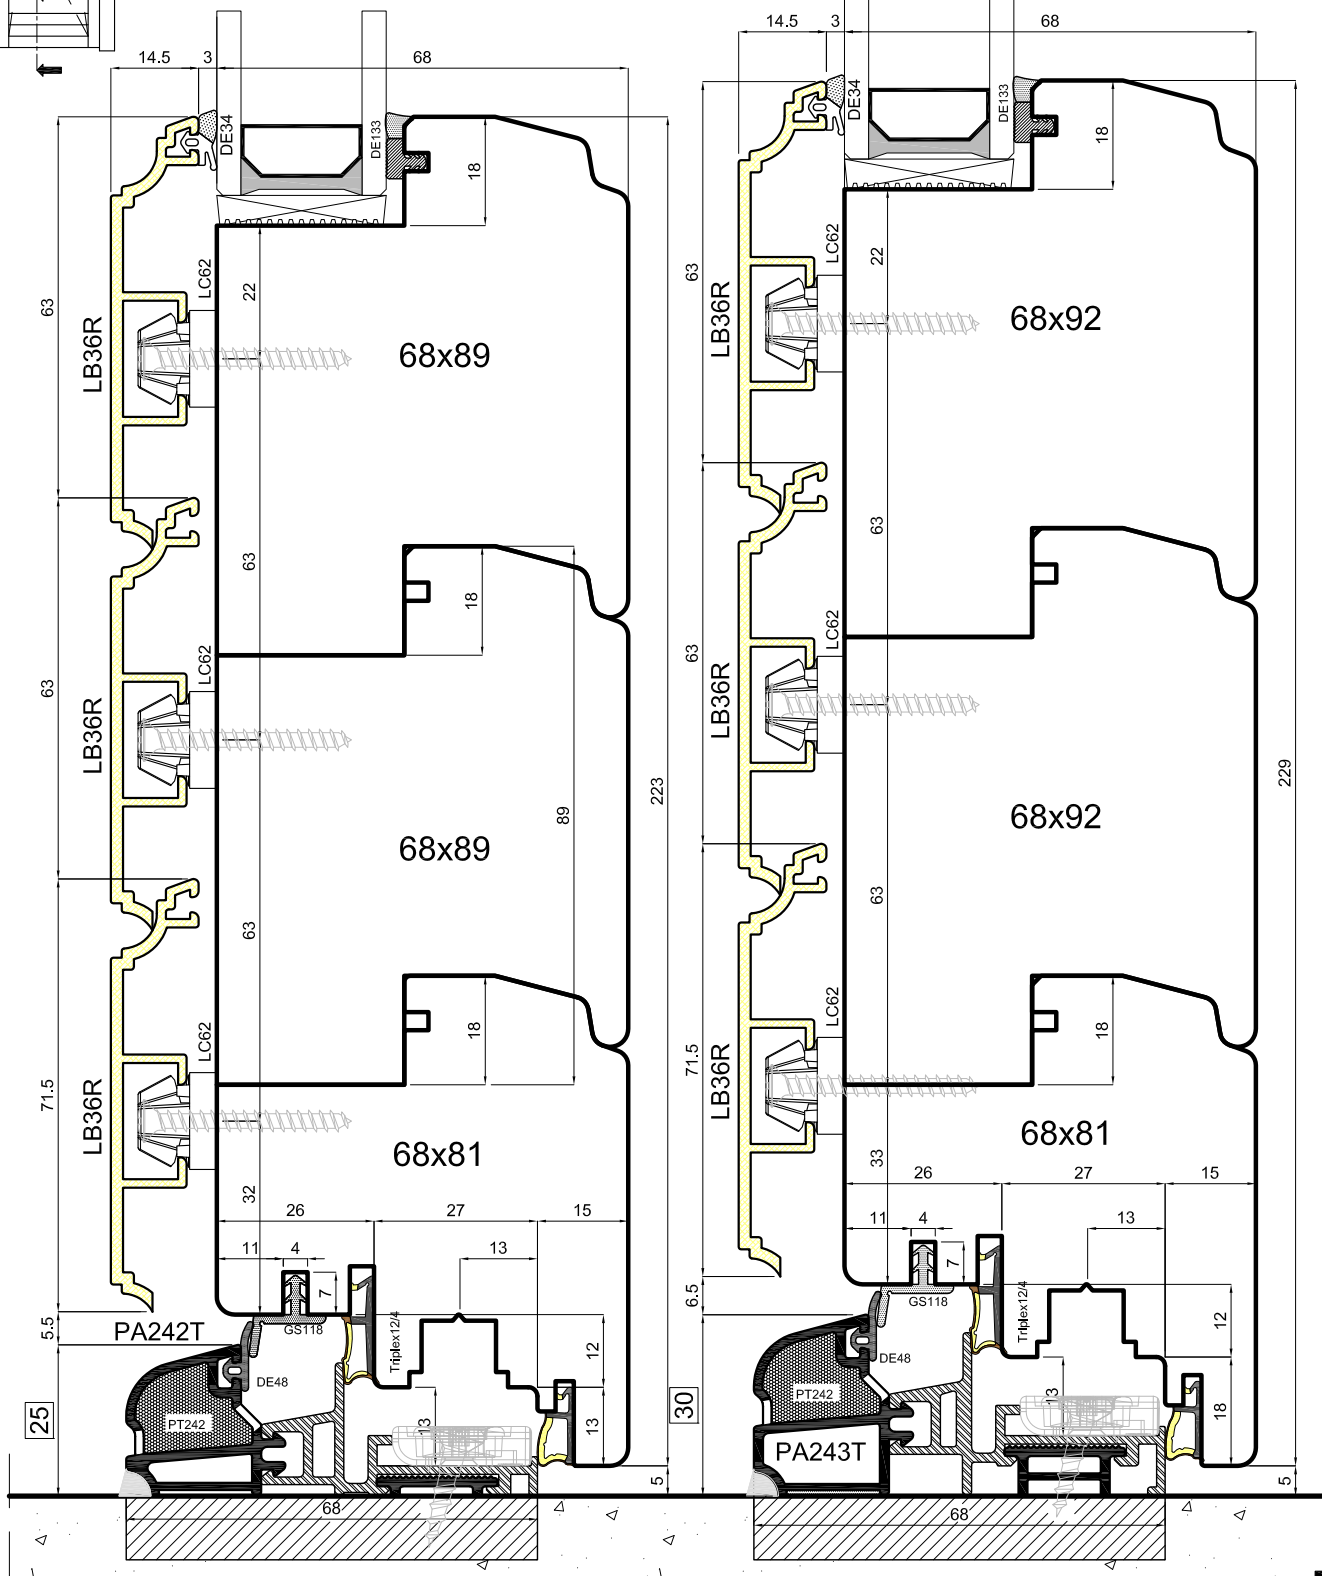 14.5 3 68
DE34
DE133
18
LC62
22
63
LB36R
68x89
63
18
LC62
63
LB36R
223
89
68x89
63
18
LC62
71.5
LB36R
68x81
32
26 27 15
11 4 13
7
5.5
PA242T
GS118
Triplex12/4
12
DE48
25
PT242
13
13
5
68
14.5 3 68
DE34
DE133
18
LC62
22
63
LB36R
68x92
63
LC62
63
LB36R
229
68x92
63
18
LC62
71.5
LB36R
68x81
33
26 27 15
11 4 13
7
6.5
GS118
Triplex12/4
12
DE48
30
PT242
13
18
PA243T
5
68